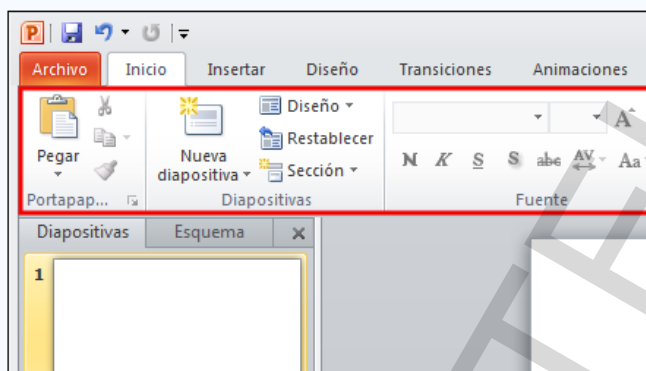 Archivo Inicio Insertar Diseño Transiciones Animaciones
Pegar
Nueva diapositiva
Diseño
Restablecer
Sección
N K S S abc AV Aa A
Portapap... Diapositivas Fuente
Diapositivas Esquema
1